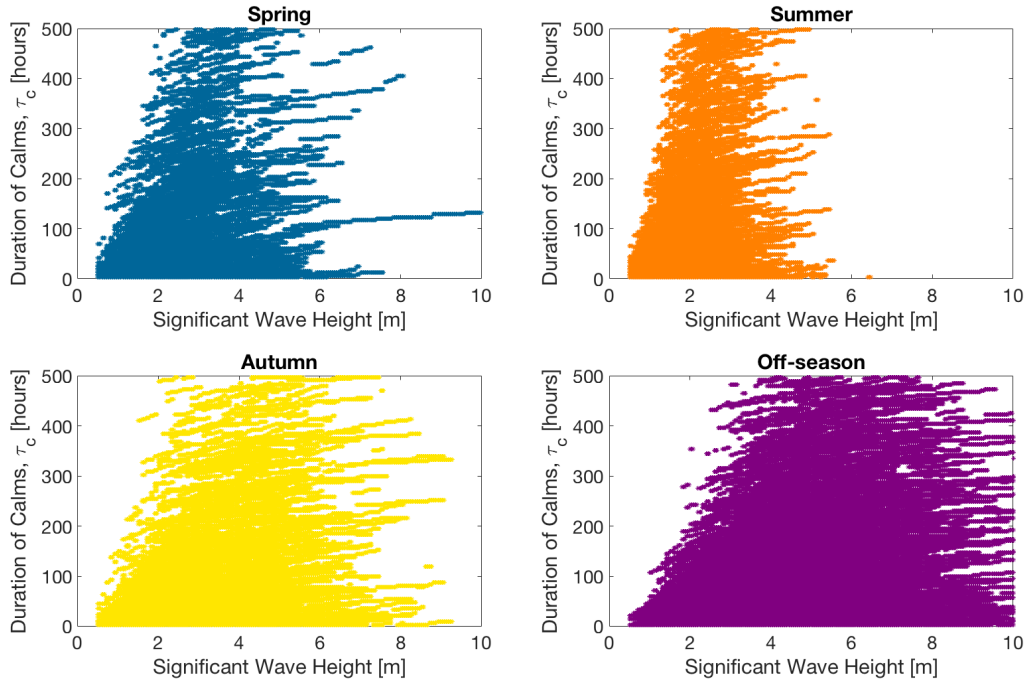 Spring
500
400
300
200
100
0
Duration of Calms, τc [hours]
0 2 4 6 8 10
Significant Wave Height [m]
Summer
500
400
300
200
100
0
Duration of Calms, τc [hours]
0 2 4 6 8 10
Significant Wave Height [m]
Autumn
500
400
300
200
100
0
Duration of Calms, τc [hours]
0 2 4 6 8 10
Significant Wave Height [m]
Off-season
500
400
300
200
100
0
Duration of Calms, τc [hours]
0 2 4 6 8 10
Significant Wave Height [m]